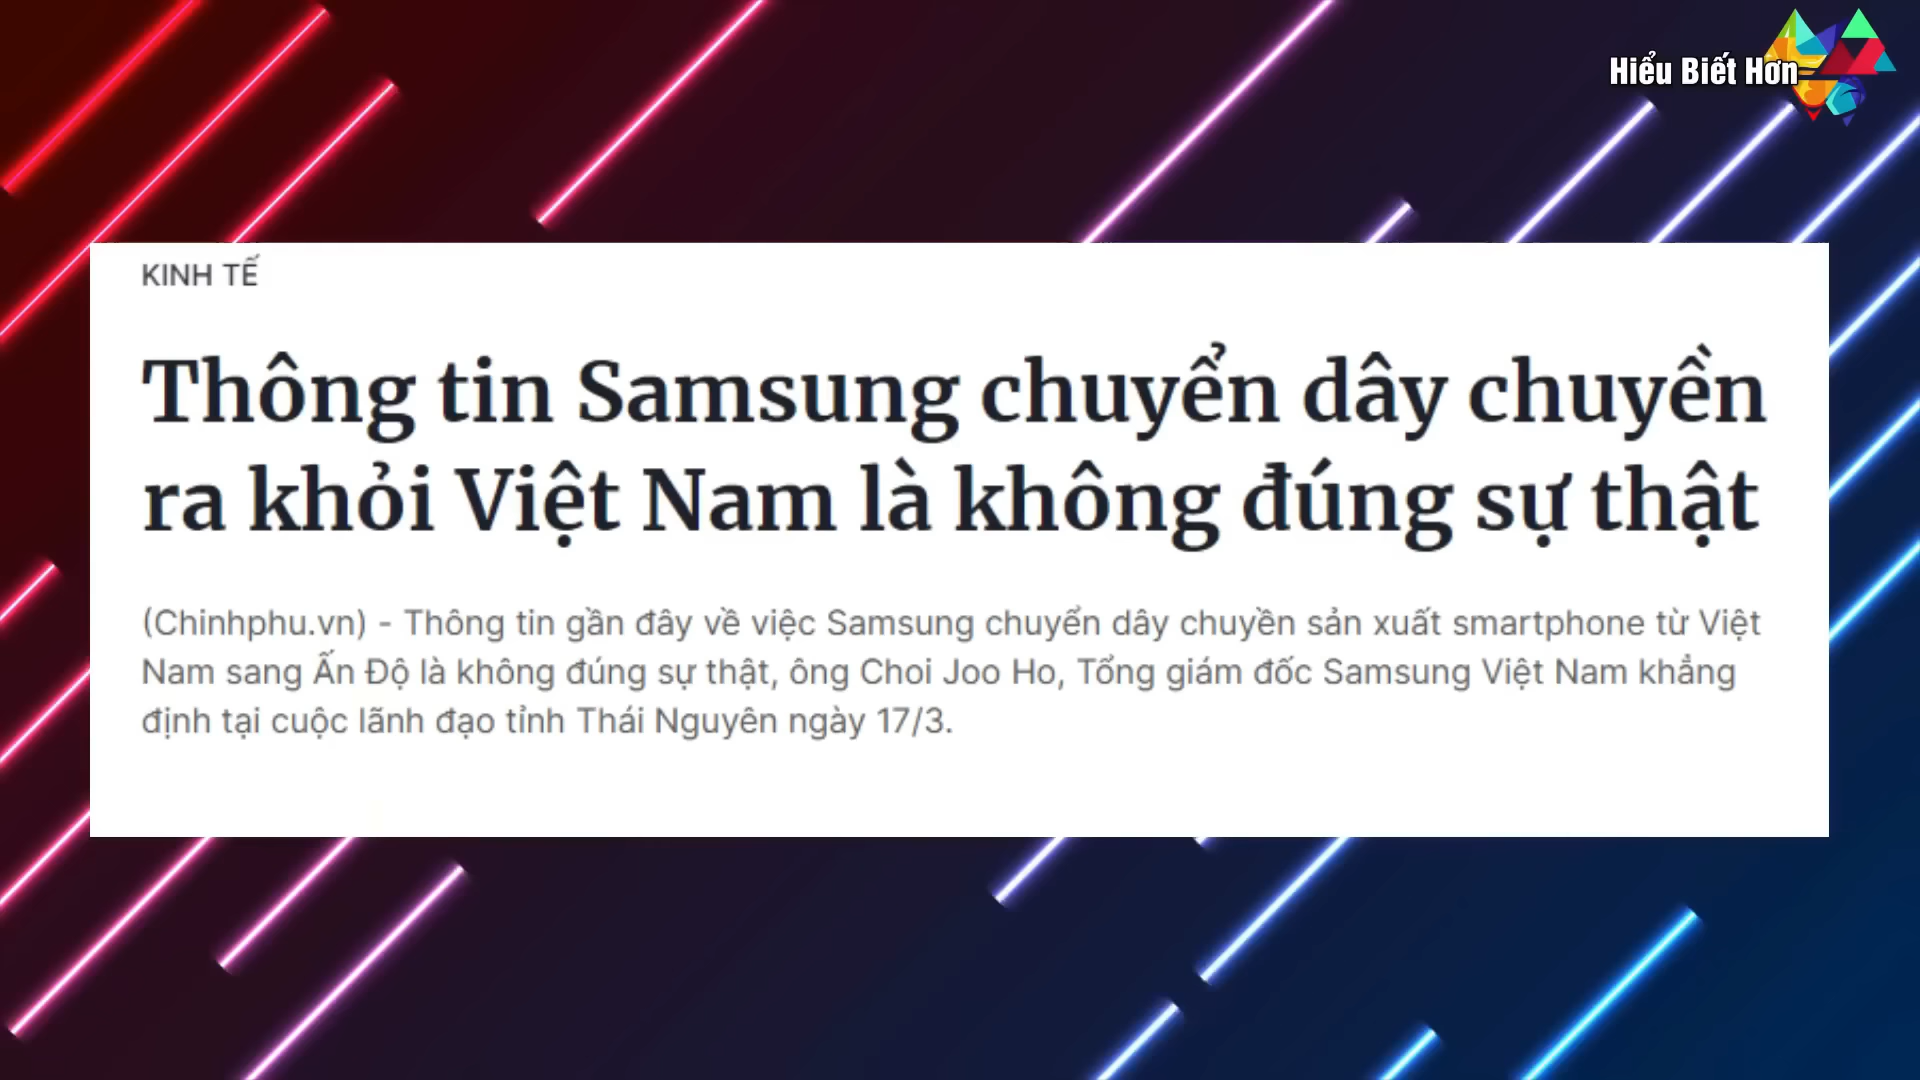 Hiểu Biết Hơn
KINH TẾ
Thông tin Samsung chuyển dây chuyền
ra khỏi Việt Nam là không đúng sự thật
(Chinhphu.vn) - Thông tin gần đây về việc Samsung chuyển dây chuyền sản xuất smartphone từ Việt
Nam sang Ấn Độ là không đúng sự thật, ông Choi Joo Ho, Tổng giám đốc Samsung Việt Nam khẳng
định tại cuộc lãnh đạo tỉnh Thái Nguyên ngày 17/3.